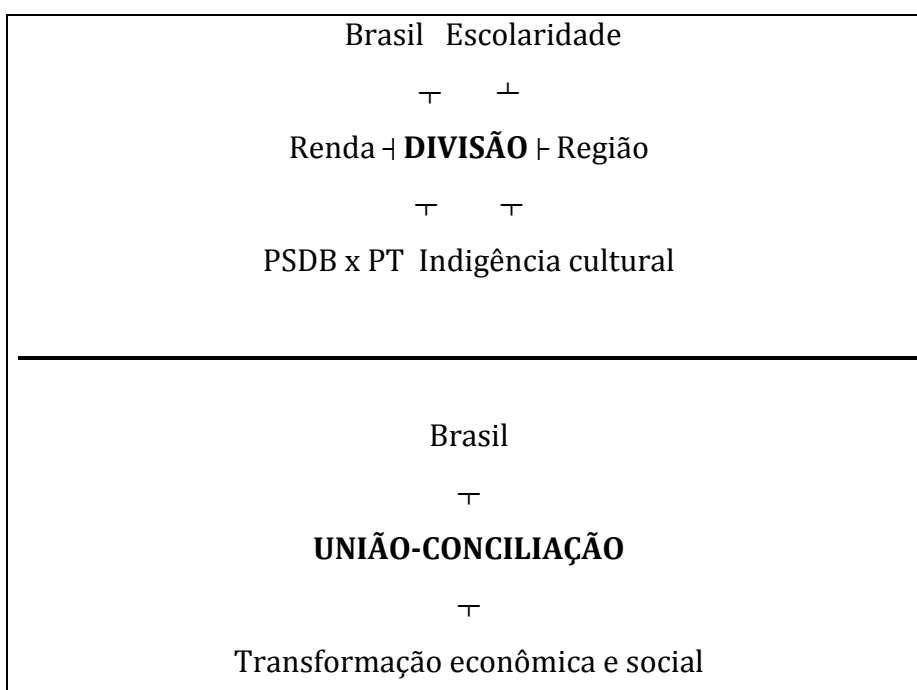 Brasil Escolaridade
┬ ┴
Renda ┤ DIVISÃO ├ Região
┬ ┬
PSDB x PT Indigência cultural
Brasil
┬
UNIÃO-CONCILIAÇÃO
┬
Transformação econômica e social